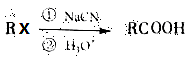 RX ① NaCN ② H₃O⁺ RCOOH